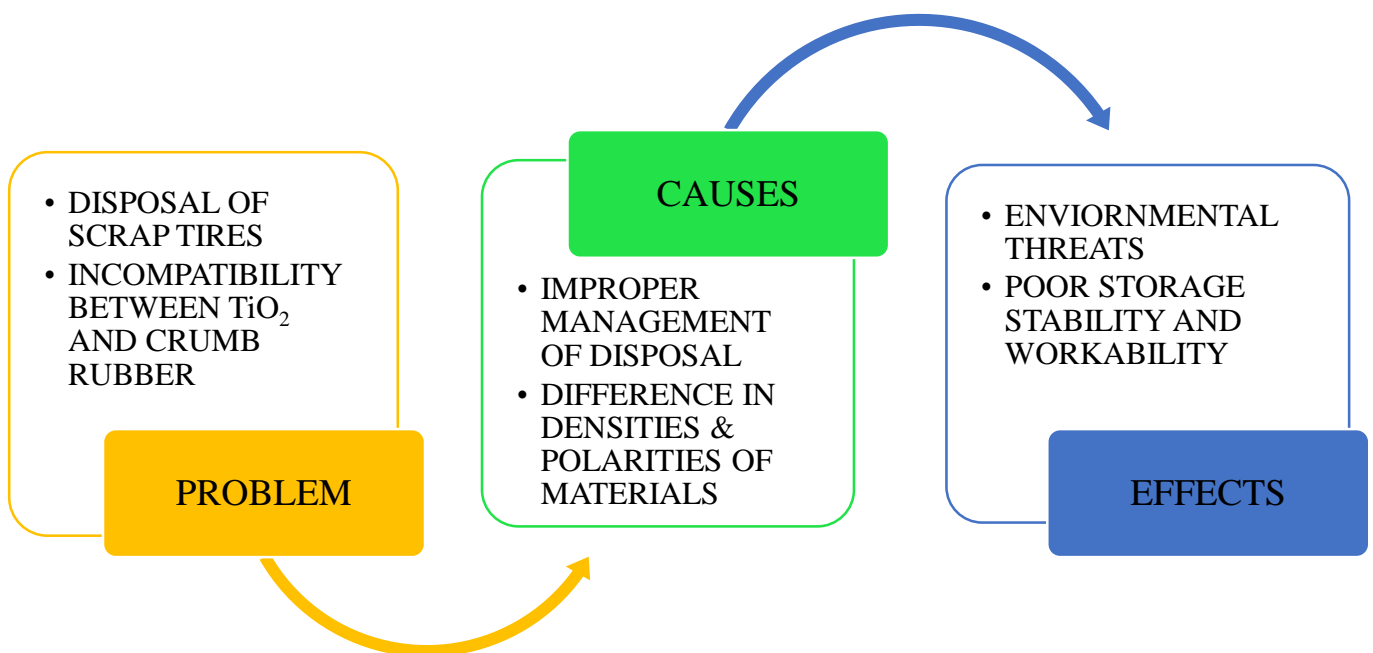 • DISPOSAL OF
SCRAP TIRES
• INCOMPATIBILITY
BETWEEN TiO₂
AND CRUMB
RUBBER
PROBLEM
CAUSES
• IMPROPER
MANAGEMENT
OF DISPOSAL
• DIFFERENCE IN
DENSITIES &
POLARITIES OF
MATERIALS
• ENVIORNMENTAL
THREATS
• POOR STORAGE
STABILITY AND
WORKABILITY
EFFECTS